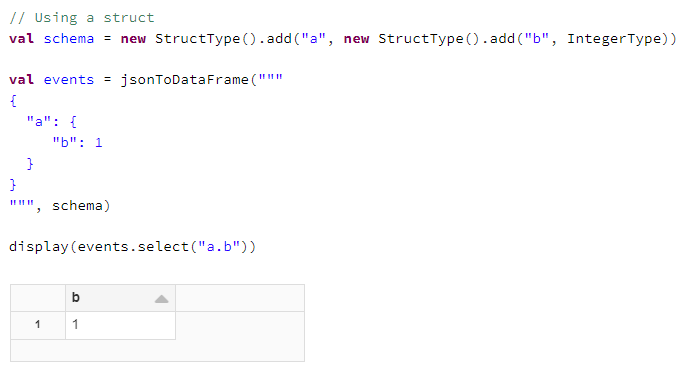 // Using a struct
val schema = new StructType().add("a", new StructType().add("b", IntegerType))
val events = jsonToDataFrame("""
{
  "a": {
     "b": 1
  }
}
""", schema)
display(events.select("a.b"))
b
1 1